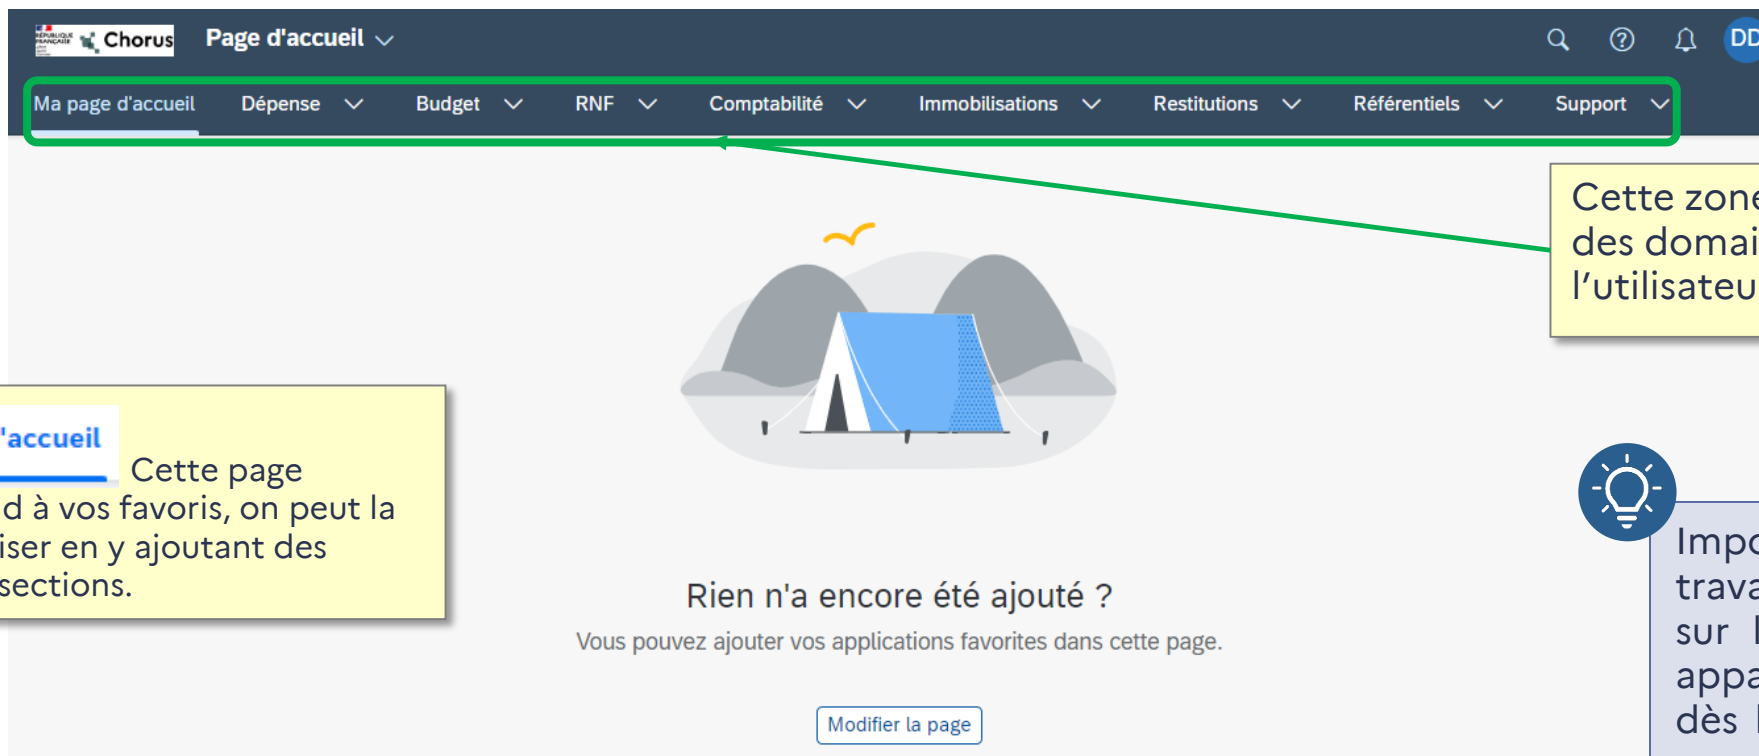 RÉPUBLIQUE
FRANÇAISE
Chorus
Page d'accueil
DD
Ma page d'accueil Dépense Budget RNF Comptabilité Immobilisations Restitutions Référentiels Support
Cette zone
des domai
l'utilisateu
'accueil
Cette page
d à vos favoris, on peut la
iser en y ajoutant des
sections.
Rien n'a encore été ajouté ?
Vous pouvez ajouter vos applications favorites dans cette page.
Modifier la page
Impo
trava
sur l
appa
dès